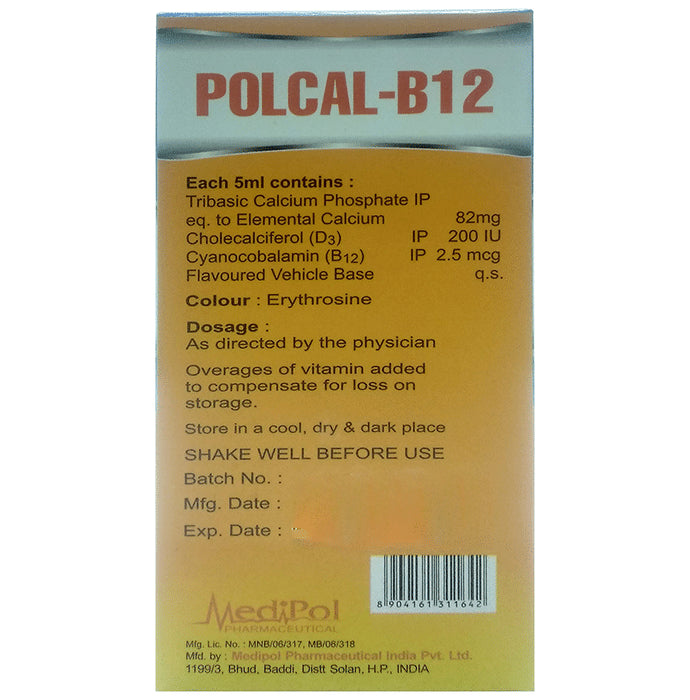 POLCAL-B12
Each 5ml contains :
Tribasic Calcium Phosphate IP
eq. to Elemental Calcium 82mg
Cholecalciferol (D3) IP 200 IU
Cyanocobalamin (B12) IP 2.5 mcg
Flavoured Vehicle Base q.s.
Colour : Erythrosine
Dosage :
As directed by the physician
Overages of vitamin added
to compensate for loss on
storage.
Store in a cool, dry & dark place
SHAKE WELL BEFORE USE
Batch No. :
Mfg. Date :
Exp. Date :
8 904161 311642
MediPol
PHARMACEUTICAL
Mfg. Lic. No. : MNB/06/317, MB/06/318
Mfd. by : Medipol Pharmaceutical India Pvt. Ltd.
1199/3, Bhud, Baddi, Distt Solan, H.P., INDIA